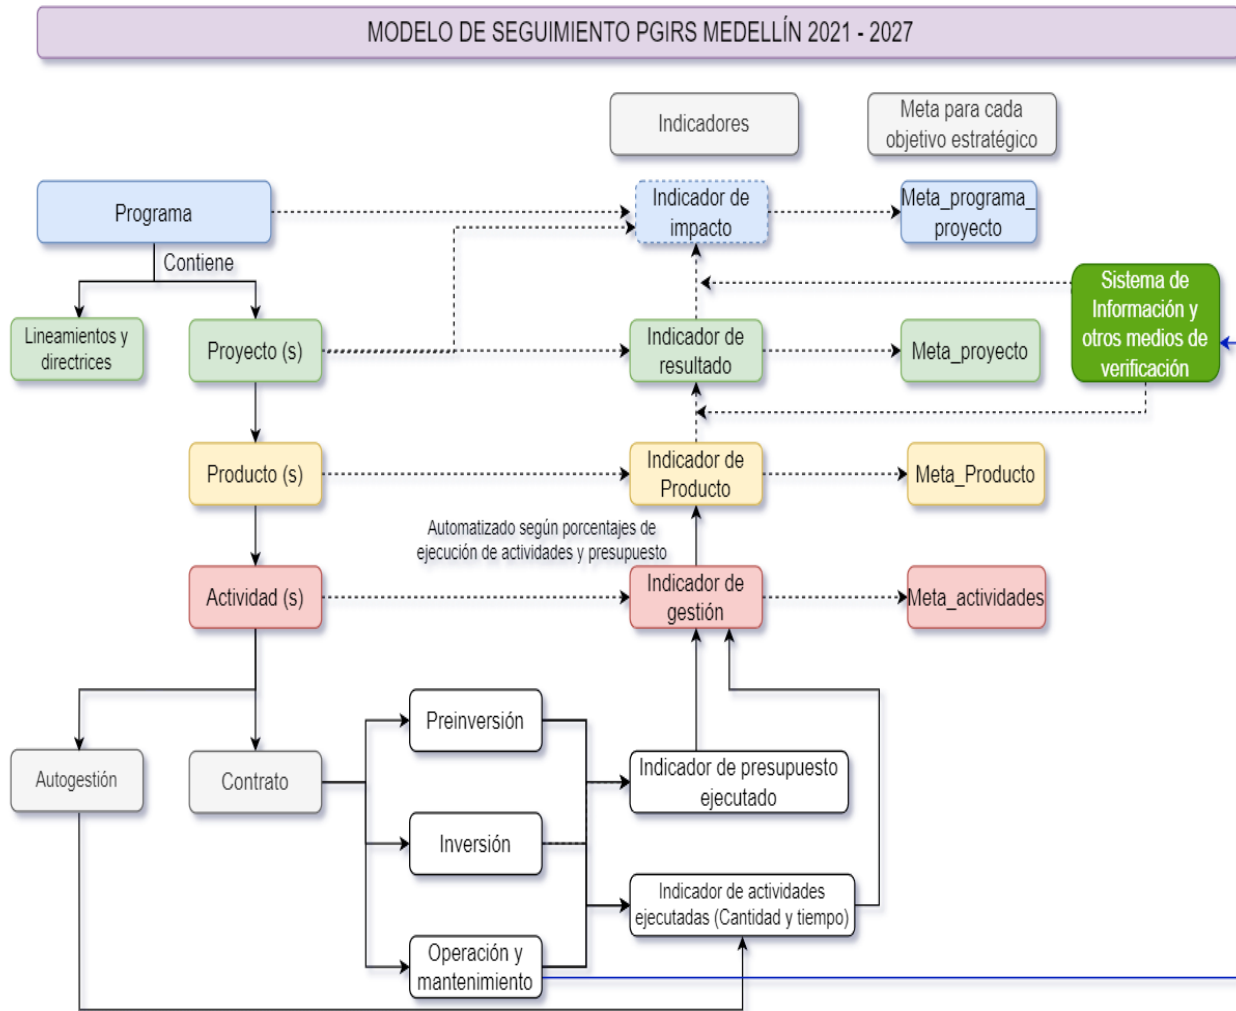 MODELO DE SEGUIMIENTO PGIRS MEDELLÍN 2021 - 2027
Indicadores
Meta para cada
objetivo estratégico
Programa
Indicador de
impacto
Meta_programa_
proyecto
Contiene
Sistema de
Información y
otros medios de
verificación
Lineamientos y
directrices
Proyecto (s)
Indicador de
resultado
Meta_proyecto
Producto (s)
Indicador de
Producto
Meta_Producto
Automatizado según porcentajes de
ejecución de actividades y presupuesto
Actividad (s)
Indicador de
gestión
Meta_actividades
Preinversión
Autogestión
Contrato
Indicador de presupuesto
ejecutado
Inversión
Indicador de actividades
ejecutadas (Cantidad y tiempo)
Operación y
mantenimiento